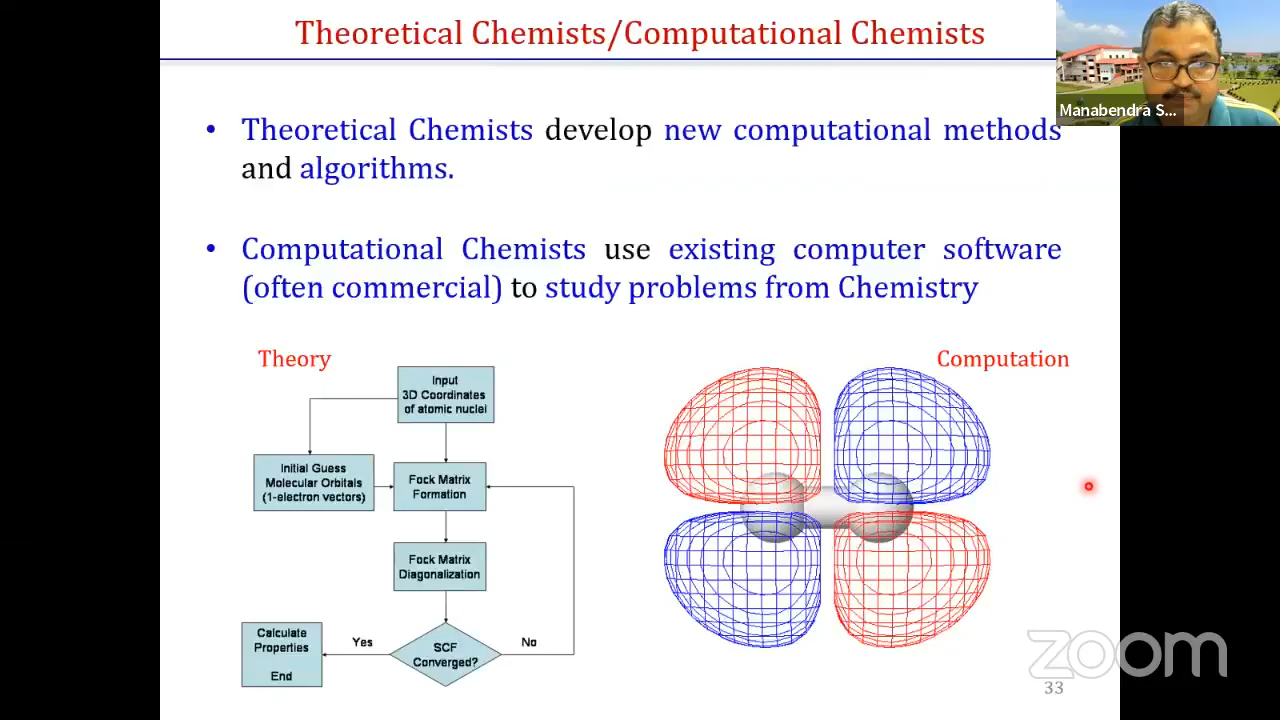 Theoretical Chemists/Computational Chemists
Manabendra S...
• Theoretical Chemists develop new computational methods
and algorithms.
• Computational Chemists use existing computer software
(often commercial) to study problems from Chemistry
Theory
Computation
Input
3D Coordinates
of atomic nuclei
Initial Guess
Molecular Orbitals
(1-electron vectors)
Fock Matrix
Formation
Fock Matrix
Diagonalization
Calculate
Properties
End
Yes
SCF
Converged?
No
zoom
33